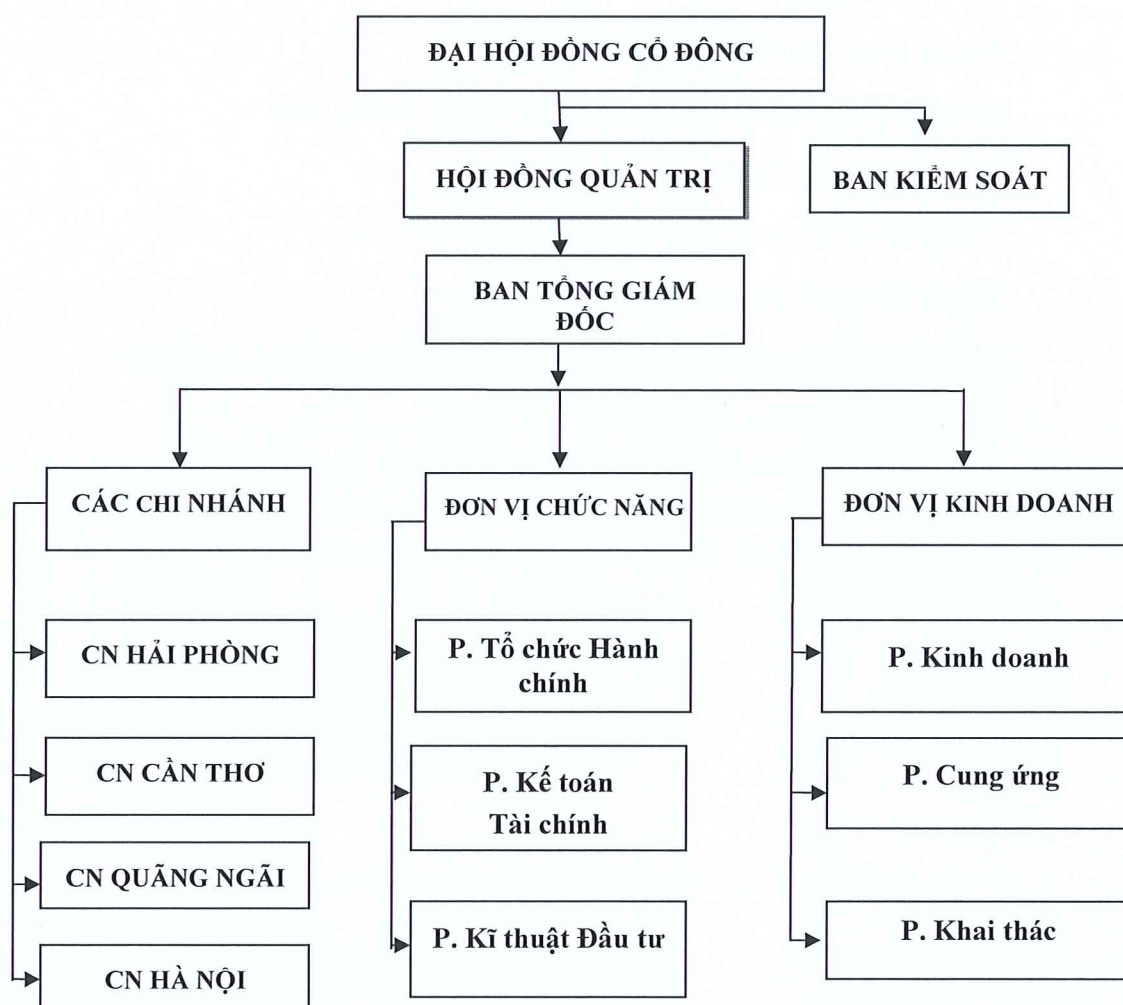 ĐẠI HỘI ĐỒNG CỔ ĐÔNG
HỘI ĐỒNG QUẢN TRỊ
BAN KIỂM SOÁT
BAN TỔNG GIÁM
ĐỐC
CÁC CHI NHÁNH
ĐƠN VỊ CHỨC NĂNG
ĐƠN VỊ KINH DOANH
CN HẢI PHÒNG
CN CẦN THƠ
CN QUÃNG NGÃI
CN HÀ NỘI
P. Tổ chức Hành
chính
P. Kế toán
Tài chính
P. Kĩ thuật Đầu tư
P. Kinh doanh
P. Cung ứng
P. Khai thác